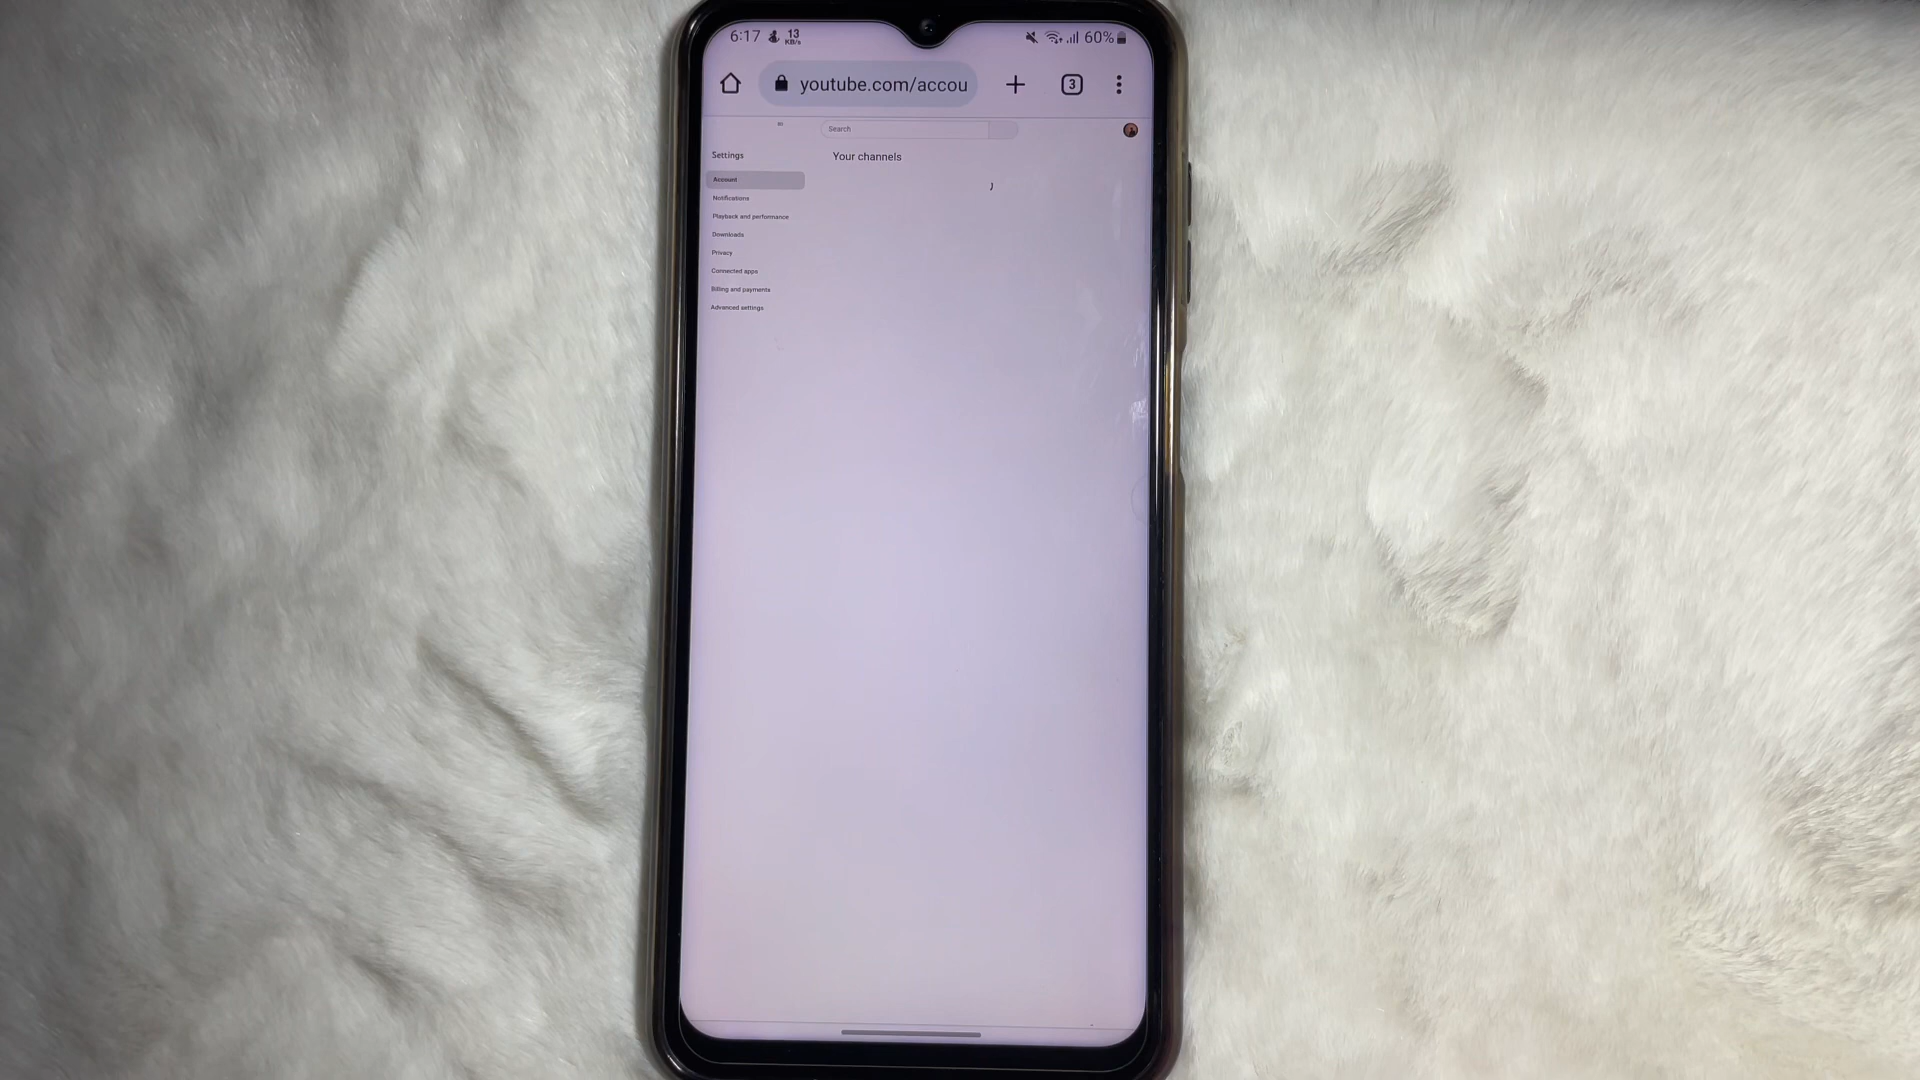 6:17 13 KB/s 60%
youtube.com/accou 3
Search
Settings
Your channels
Account
Notifications
Playback and performance
Downloads
Privacy
Connected apps
Billing and payments
Advanced settings